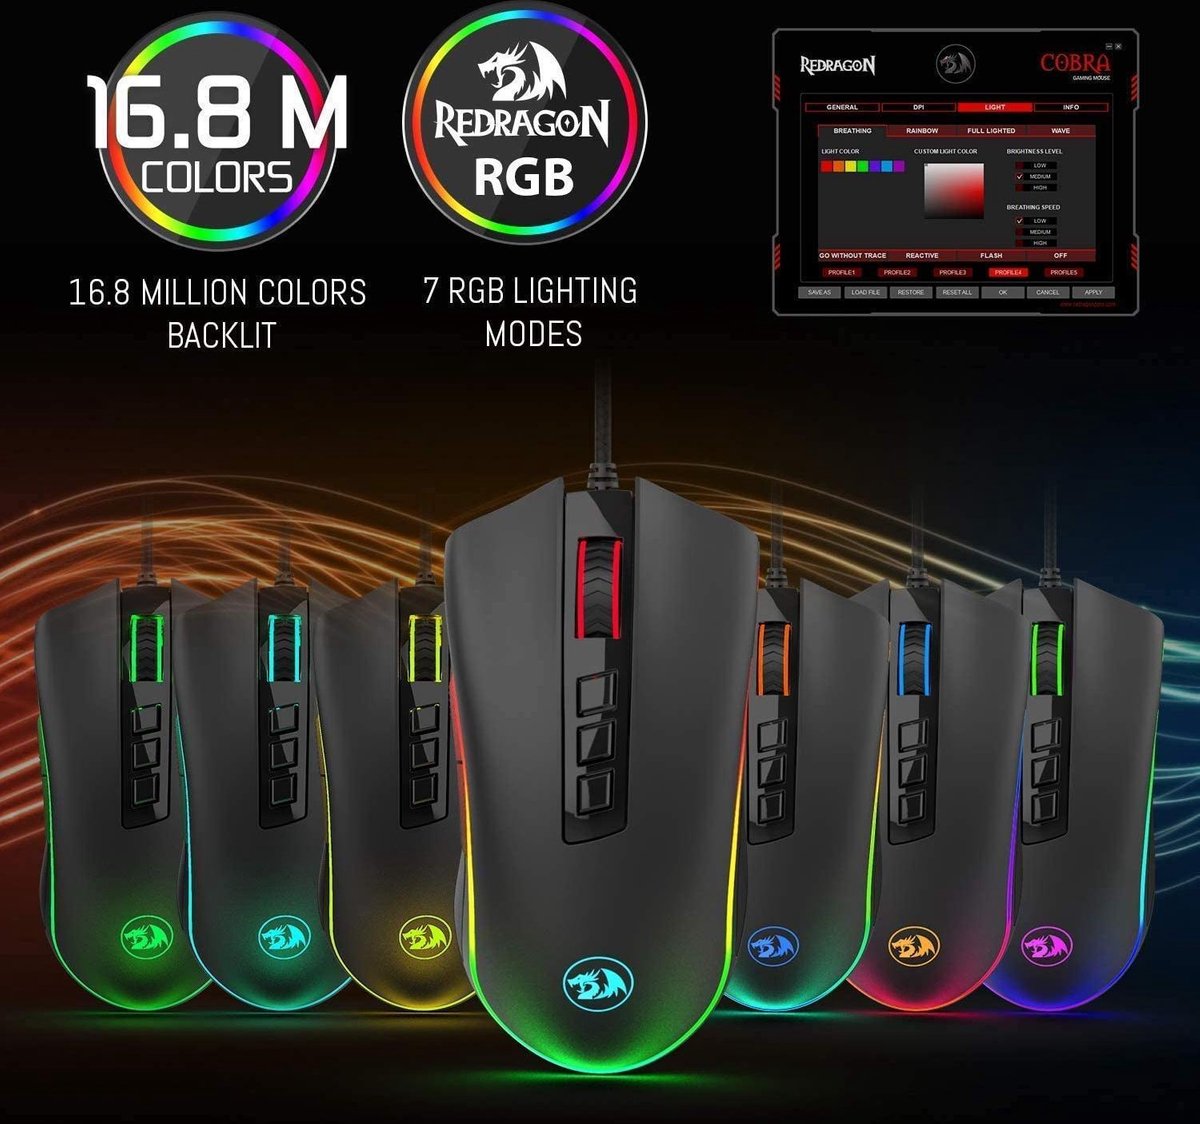 16.8 M
COLORS
16.8 MILLION COLORS
BACKLIT
REDRAGON
RGB
7 RGB LIGHTING
MODES
REDRAGON
COBRA
GAMING MOUSE
GENERAL DPI LIGHT INFO
BREATHING RAINBOW FULL LIGHTED WAVE
LIGHT COLOR CUSTOM LIGHT COLOR BRIGHTNESS LEVEL
LOW
MEDIUM
HIGH
BREATHING SPEED
LOW
MEDIUM
HIGH
GO WITHOUT TRACE REACTIVE FLASH OFF
PROFILE1 PROFILE2 PROFILE3 PROFILE4 PROFILE5
SAVE AS LOAD FILE RESTORE RESET ALL OK CANCEL APPLY